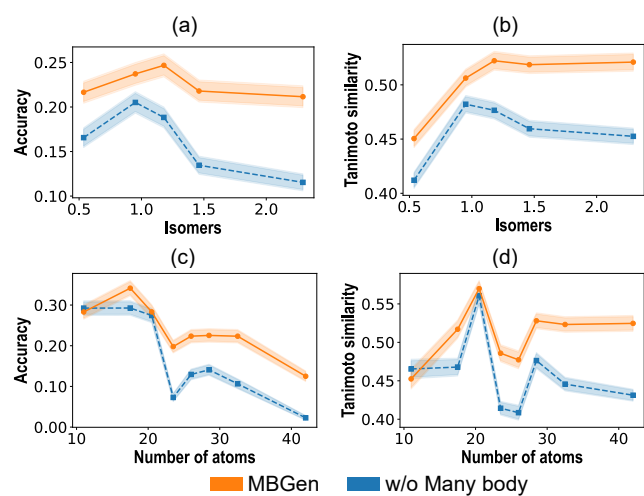 (a)
Accuracy
0.25
0.20
0.15
0.10
0.5
1.0
1.5
2.0
Isomers
(b)
Tanimoto similarity
0.50
0.45
0.40
0.5
1.0
1.5
2.0
Isomers
(c)
Accuracy
0.30
0.20
0.10
0.00
10
20
30
40
Number of atoms
(d)
Tanimoto similarity
0.55
0.50
0.45
0.40
10
20
30
40
Number of atoms
MBGen
w/o Many body